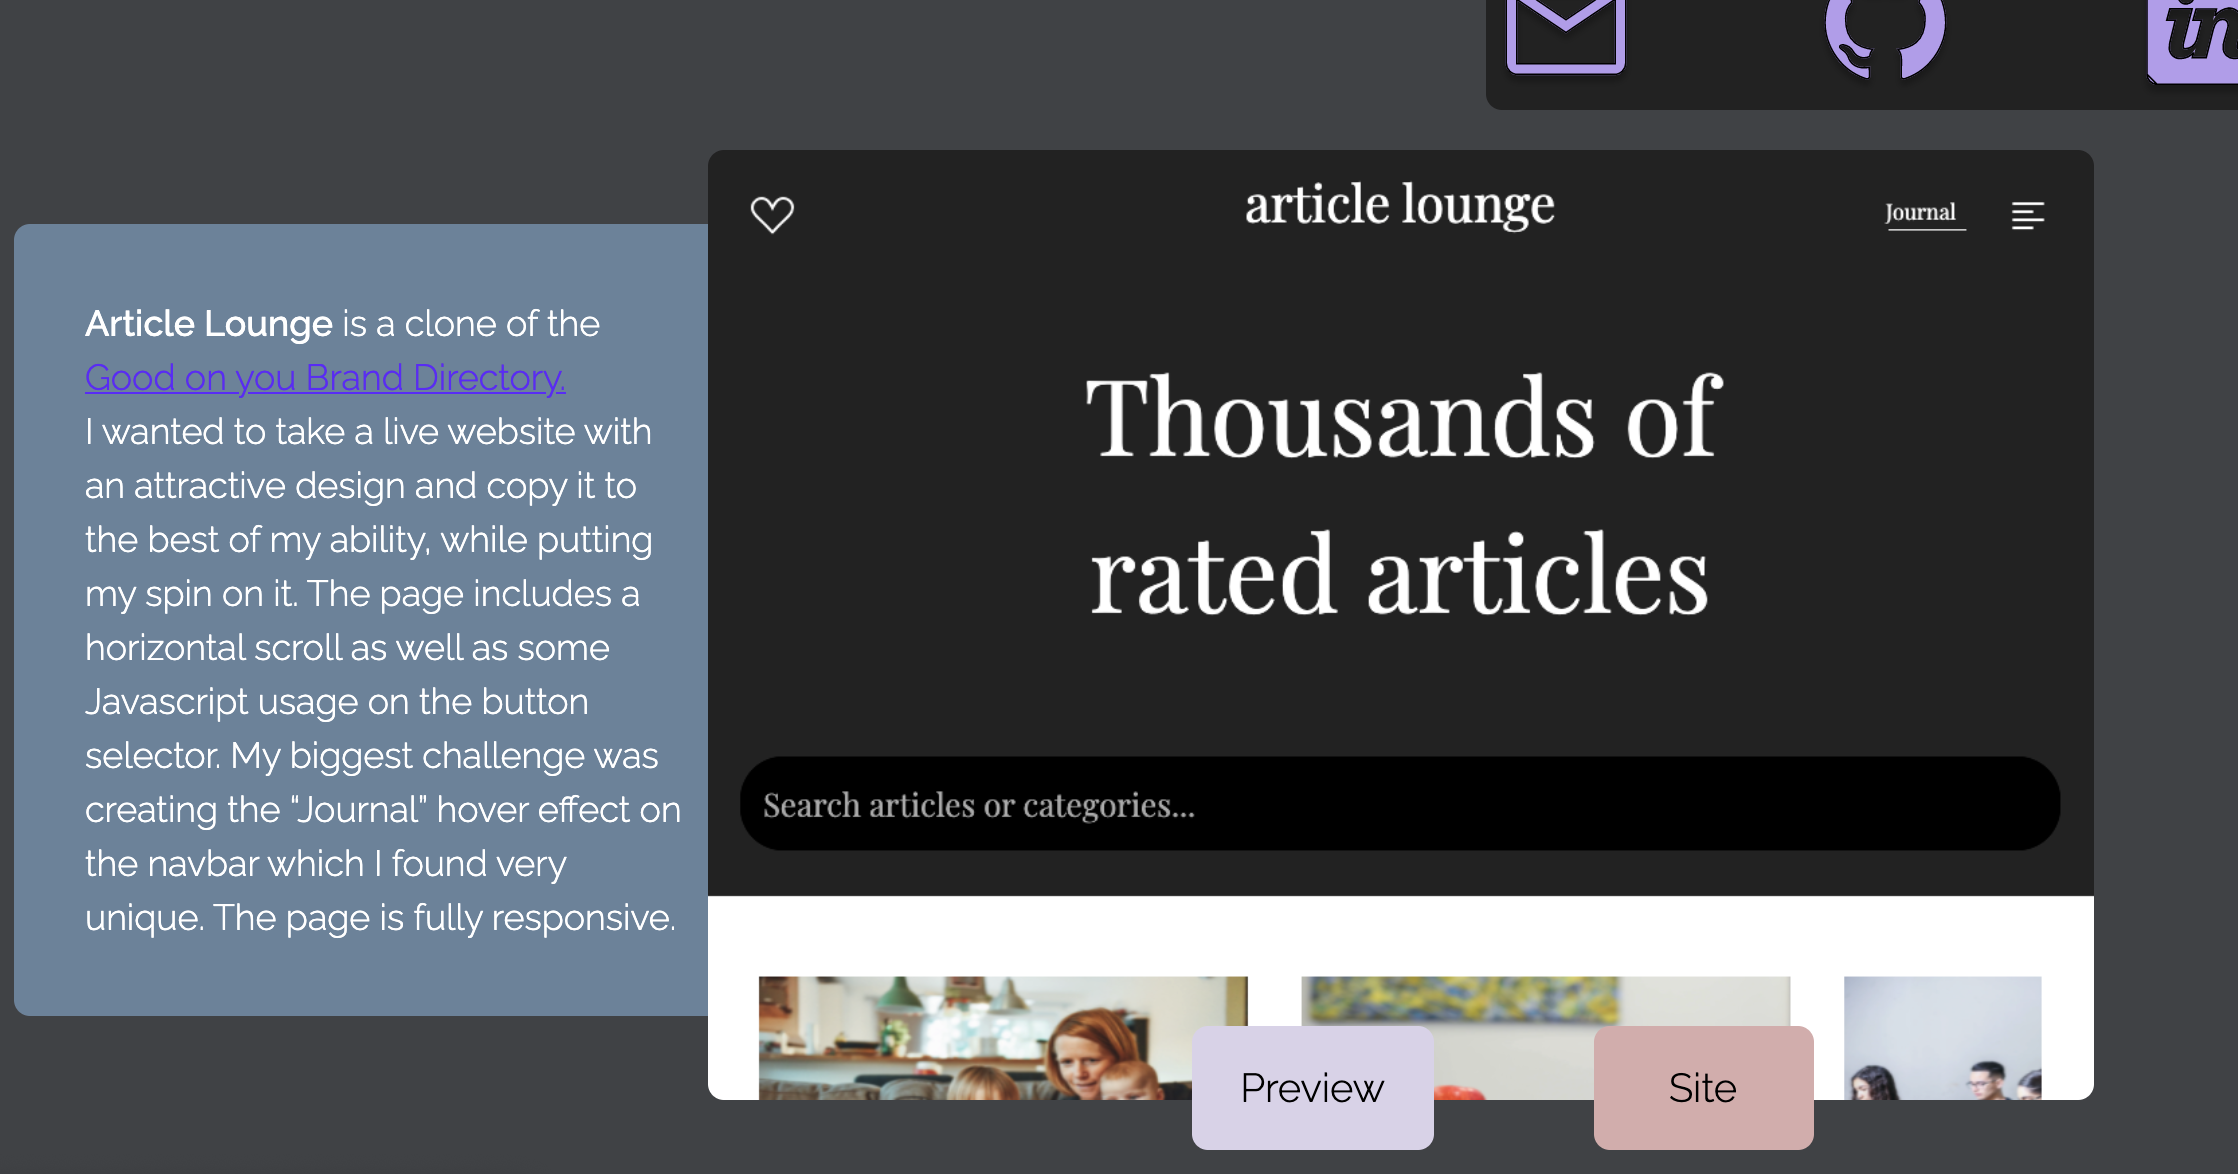 in
article lounge
Journal
Article Lounge is a clone of the
Good on you Brand Directory.
I wanted to take a live website with
an attractive design and copy it to
the best of my ability, while putting
my spin on it. The page includes a
horizontal scroll as well as some
Javascript usage on the button
selector. My biggest challenge was
creating the “Journal” hover effect on
the navbar which I found very
unique. The page is fully responsive.
Thousands of
rated articles
Search articles or categories...
Preview
Site